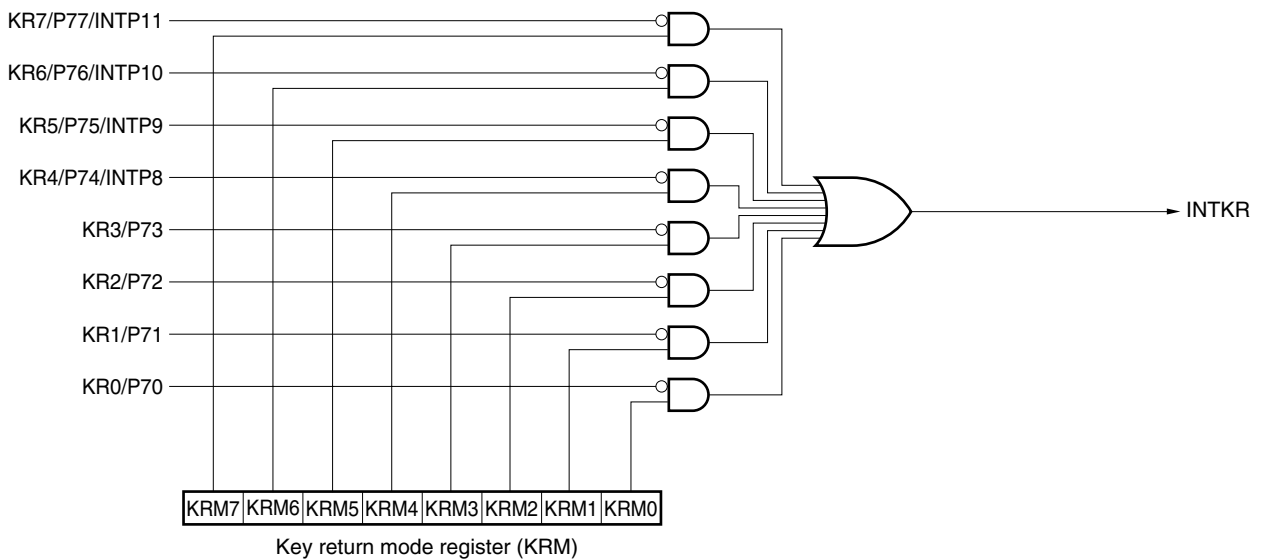 KR7/P77/INTP11
KR6/P76/INTP10
KR5/P75/INTP9
KR4/P74/INTP8
KR3/P73
INTKR
KR2/P72
KR1/P71
KR0/P70
KRM7 KRM6 KRM5 KRM4 KRM3 KRM2 KRM1 KRM0
Key return mode register (KRM)